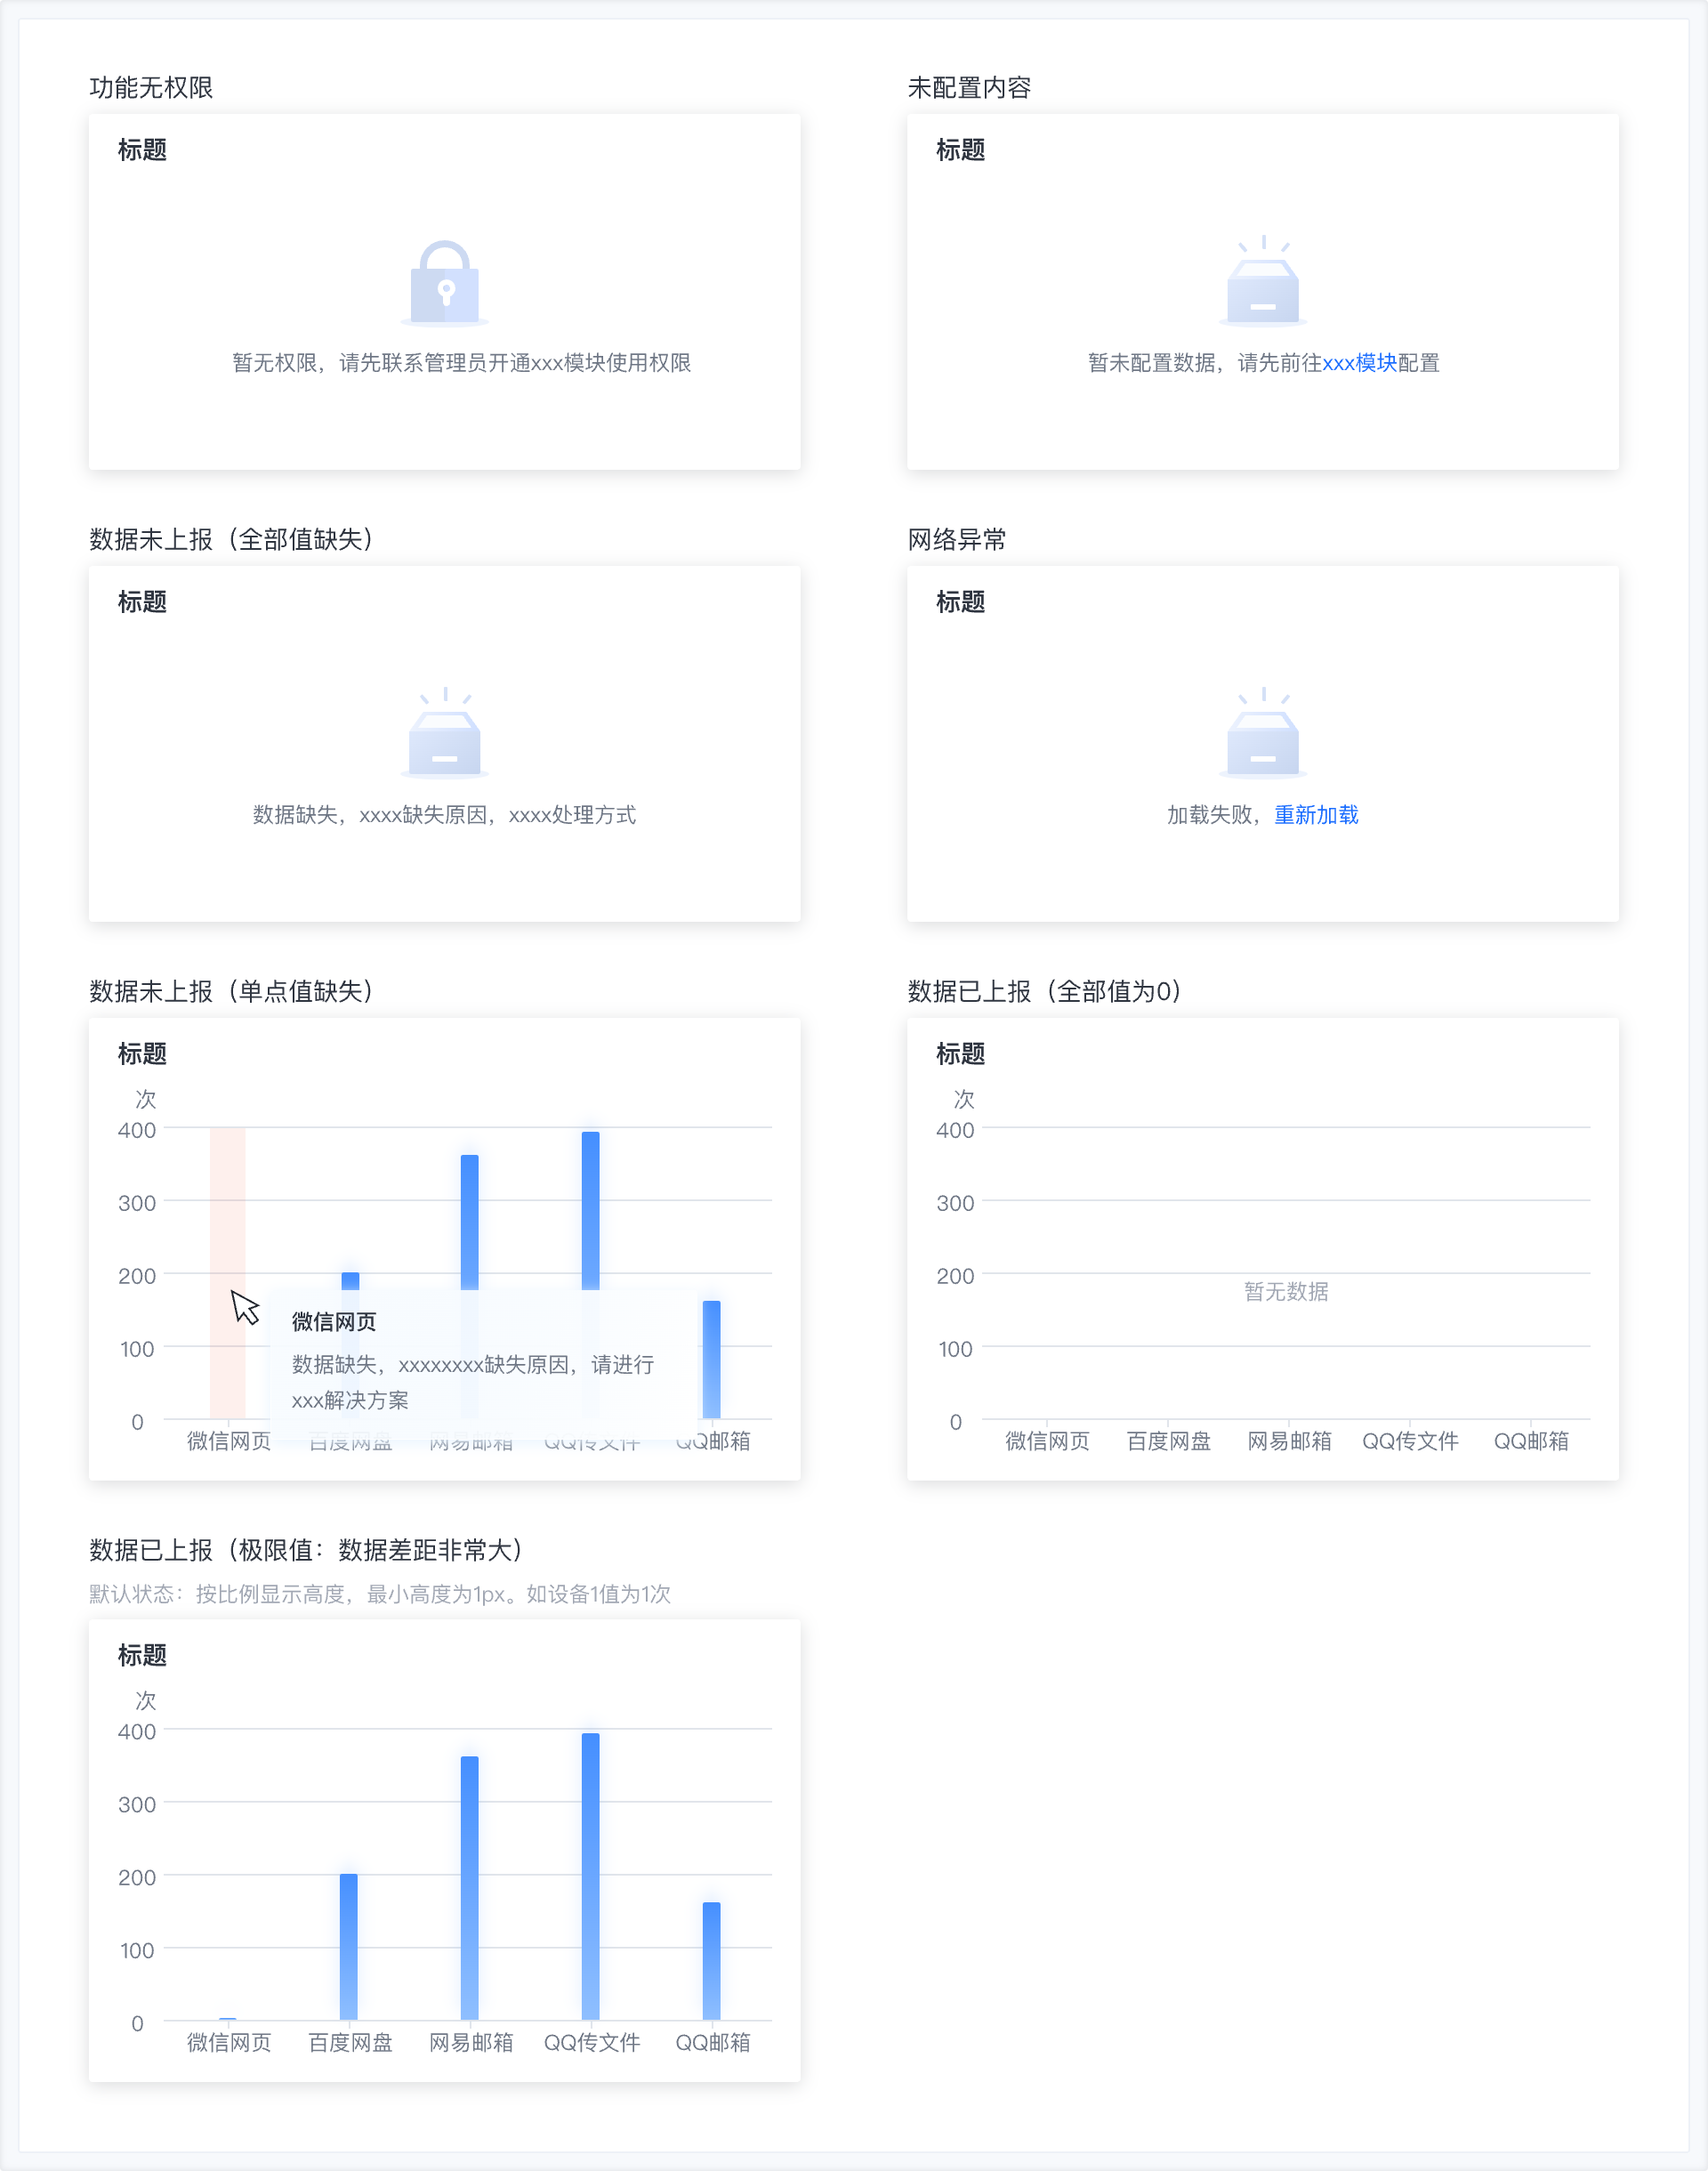 功能无权限
标题
暂无权限，请先联系管理员开通xxx模块使用权限
未配置内容
标题
暂未配置数据，请先前往xxx模块配置
数据未上报（全部值缺失）
标题
数据缺失，xxxx缺失原因，xxxx处理方式
网络异常
标题
加载失败，重新加载
数据未上报（单点值缺失）
标题
次
400
300
200
100
0
微信网页
数据缺失，xxxxxxxx缺失原因，请进行
xxx解决方案
微信网页 百度网盘 网易邮箱 QQ传文件 QQ邮箱
数据已上报（全部值为0）
标题
次
400
300
200
暂无数据
100
0
微信网页 百度网盘 网易邮箱 QQ传文件 QQ邮箱
数据已上报（极限值：数据差距非常大）
默认状态：按比例显示高度，最小高度为1px。如设备1值为1次
标题
次
400
300
200
100
0
微信网页 百度网盘 网易邮箱 QQ传文件 QQ邮箱